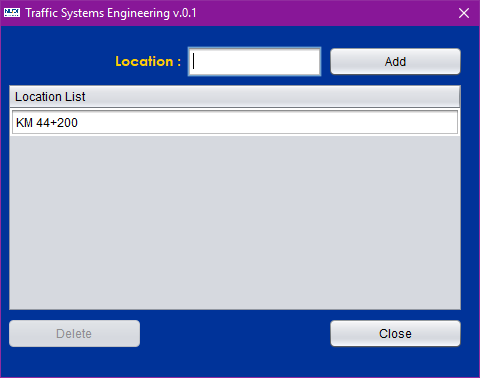 Traffic Systems Engineering v.0.1
Location :
Add
Location List
KM 44+200
Delete
Close